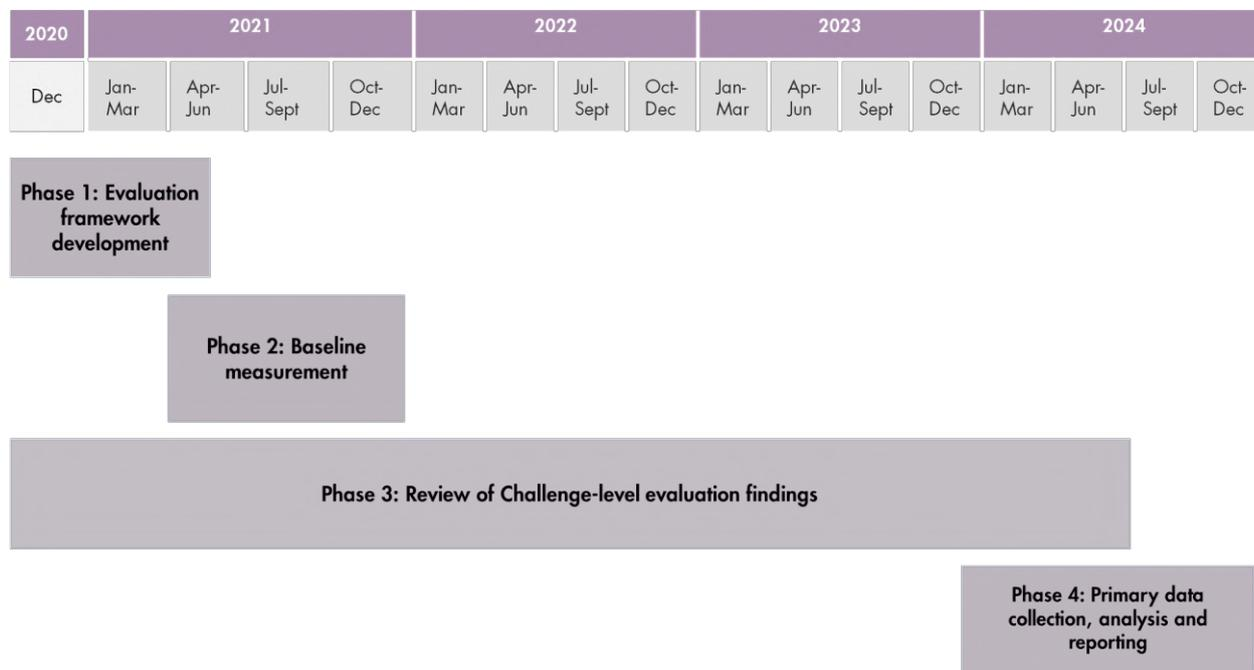 2020 2021 2022 2023 2024
Dec Jan- Apr- Jul- Oct- Jan- Apr- Jul- Oct- Jan- Apr- Jul- Oct- Jan- Apr- Jul- Oct-
Mar Jun Sept Dec Mar Jun Sept Dec Mar Jun Sept Dec Mar Jun Sept Dec
Phase 1: Evaluation
framework
development
Phase 2: Baseline
measurement
Phase 3: Review of Challenge-level evaluation findings
Phase 4: Primary data
collection, analysis and
reporting